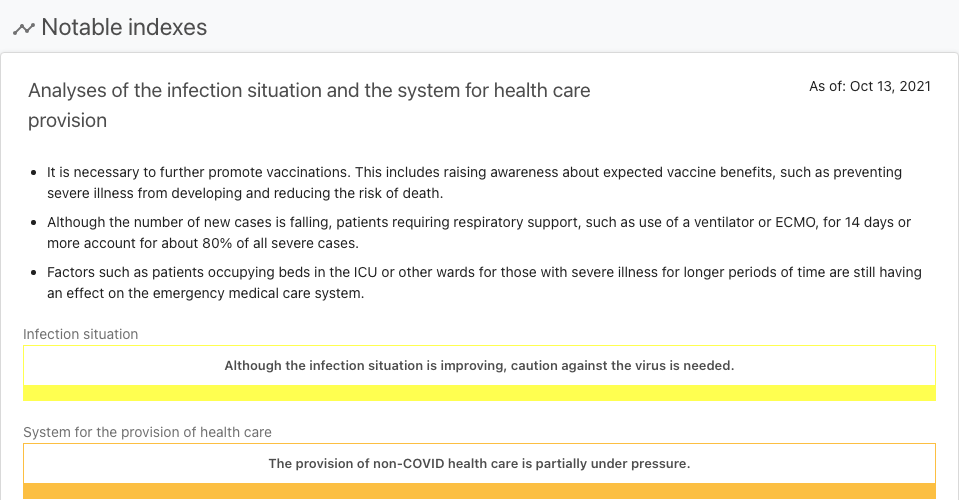 Notable indexes
Analyses of the infection situation and the system for health care
provision
As of: Oct 13, 2021
It is necessary to further promote vaccinations. This includes raising awareness about expected vaccine benefits, such as preventing
severe illness from developing and reducing the risk of death.
Although the number of new cases is falling, patients requiring respiratory support, such as use of a ventilator or ECMO, for 14 days or
more account for about 80% of all severe cases.
Factors such as patients occupying beds in the ICU or other wards for those with severe illness for longer periods of time are still having
an effect on the emergency medical care system.
Infection situation
Although the infection situation is improving, caution against the virus is needed.
System for the provision of health care
The provision of non-COVID health care is partially under pressure.